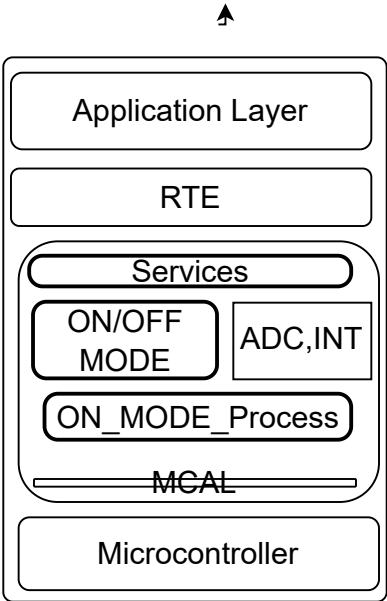 Application Layer
RTE
Services
ON/OFF
MODE
ADC,INT
ON_MODE_Process
MCAL
Microcontroller